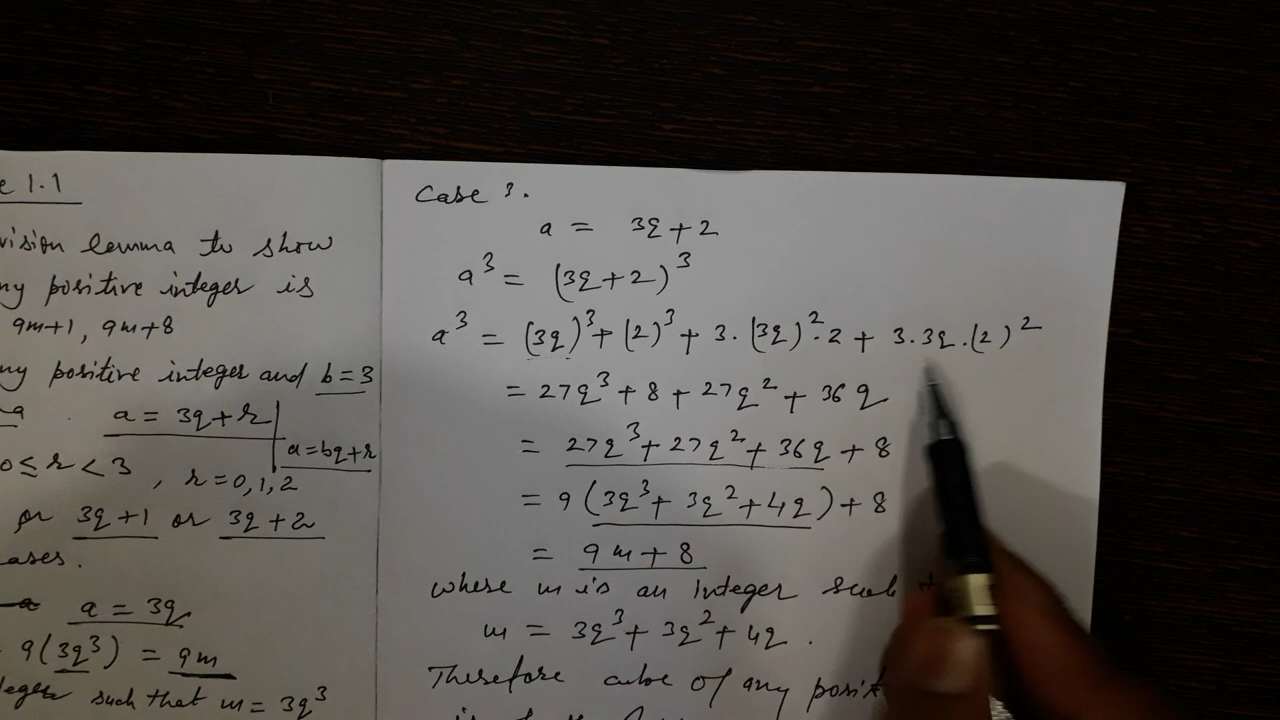 e 1.1
vision lemma to show
ny positive integer is
9m+1, 9m+8
ny positive integer and b=3
a = 3q+r
a=bq+r
0≤r<3 , r=0,1,2
or 3q+1 or 3q+2
ases.
a = 3q
9(3q³) = 9m
teger such that m = 3q³
Case 3.
a = 3q+2
a³ = (3q+2)³
a³ = (3q)³+(2)³+3.(3q)².2+3.3q.(2)²
= 27q³+8+27q²+36q
= 27q³+27q²+36q+8
= 9(3q³+3q²+4q)+8
= 9m+8
where m is an integer such
m = 3q³+3q²+4q.
Therefore cube of any posit